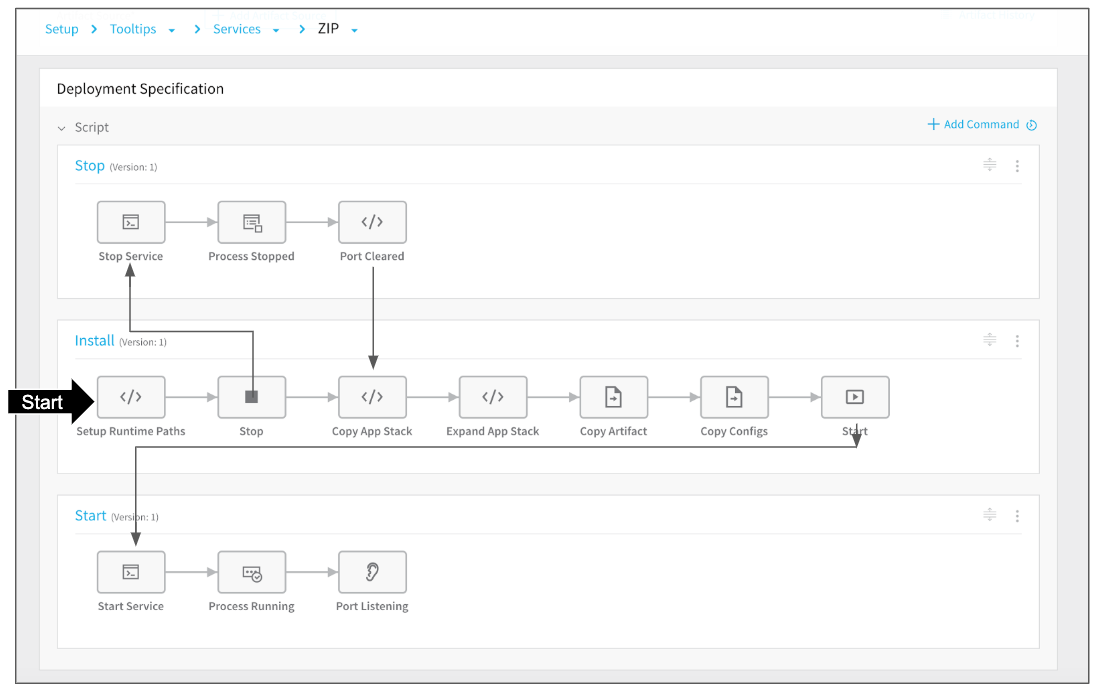 Setup > Tooltips > Services > ZIP
Deployment Specification
Script
+ Add Command
Stop (Version: 1)
Stop Service Process Stopped Port Cleared
Install (Version: 1)
Start
Setup Runtime Paths Stop Copy App Stack Expand App Stack Copy Artifact Copy Configs Start
Start (Version: 1)
Start Service Process Running Port Listening